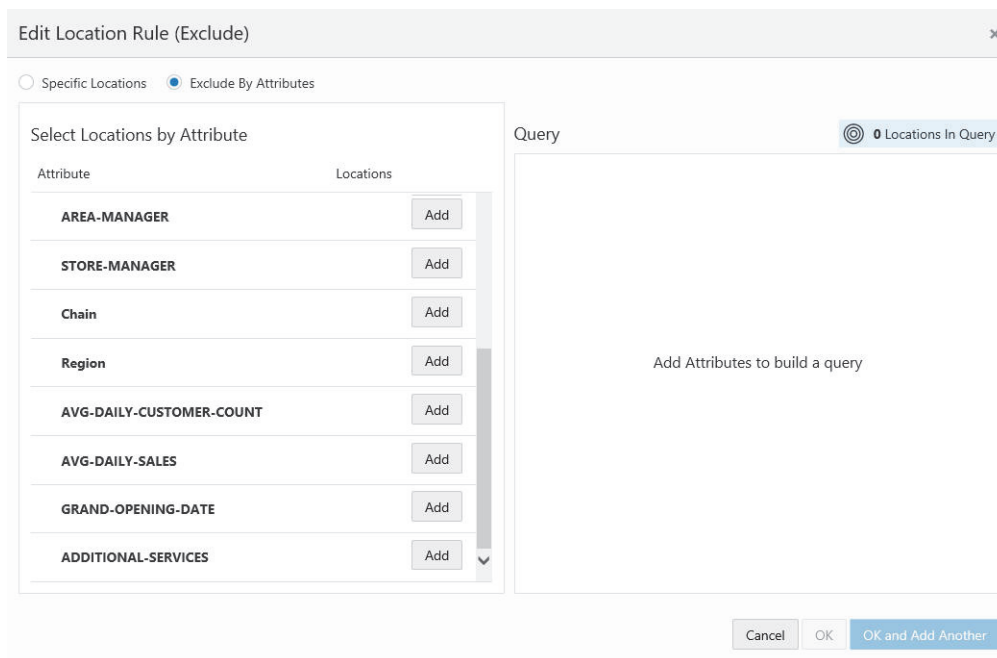 Edit Location Rule (Exclude)
Specific Locations Exclude By Attributes
Select Locations by Attribute
Attribute Locations
AREA-MANAGER Add
STORE-MANAGER Add
Chain Add
Region Add
AVG-DAILY-CUSTOMER-COUNT Add
AVG-DAILY-SALES Add
GRAND-OPENING-DATE Add
ADDITIONAL-SERVICES Add
Query 0 Locations In Query
Add Attributes to build a query
Cancel OK OK and Add Another